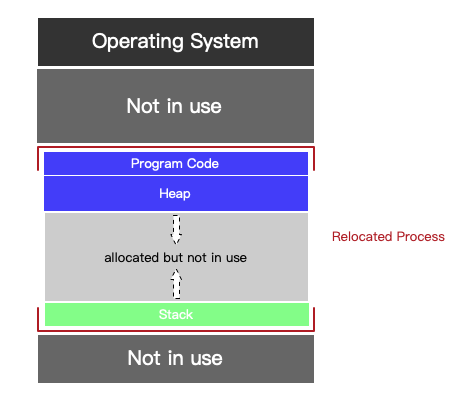 Operating System
Not in use
Program Code
Heap
Relocated Process
allocated but not in use
Stack
Not in use